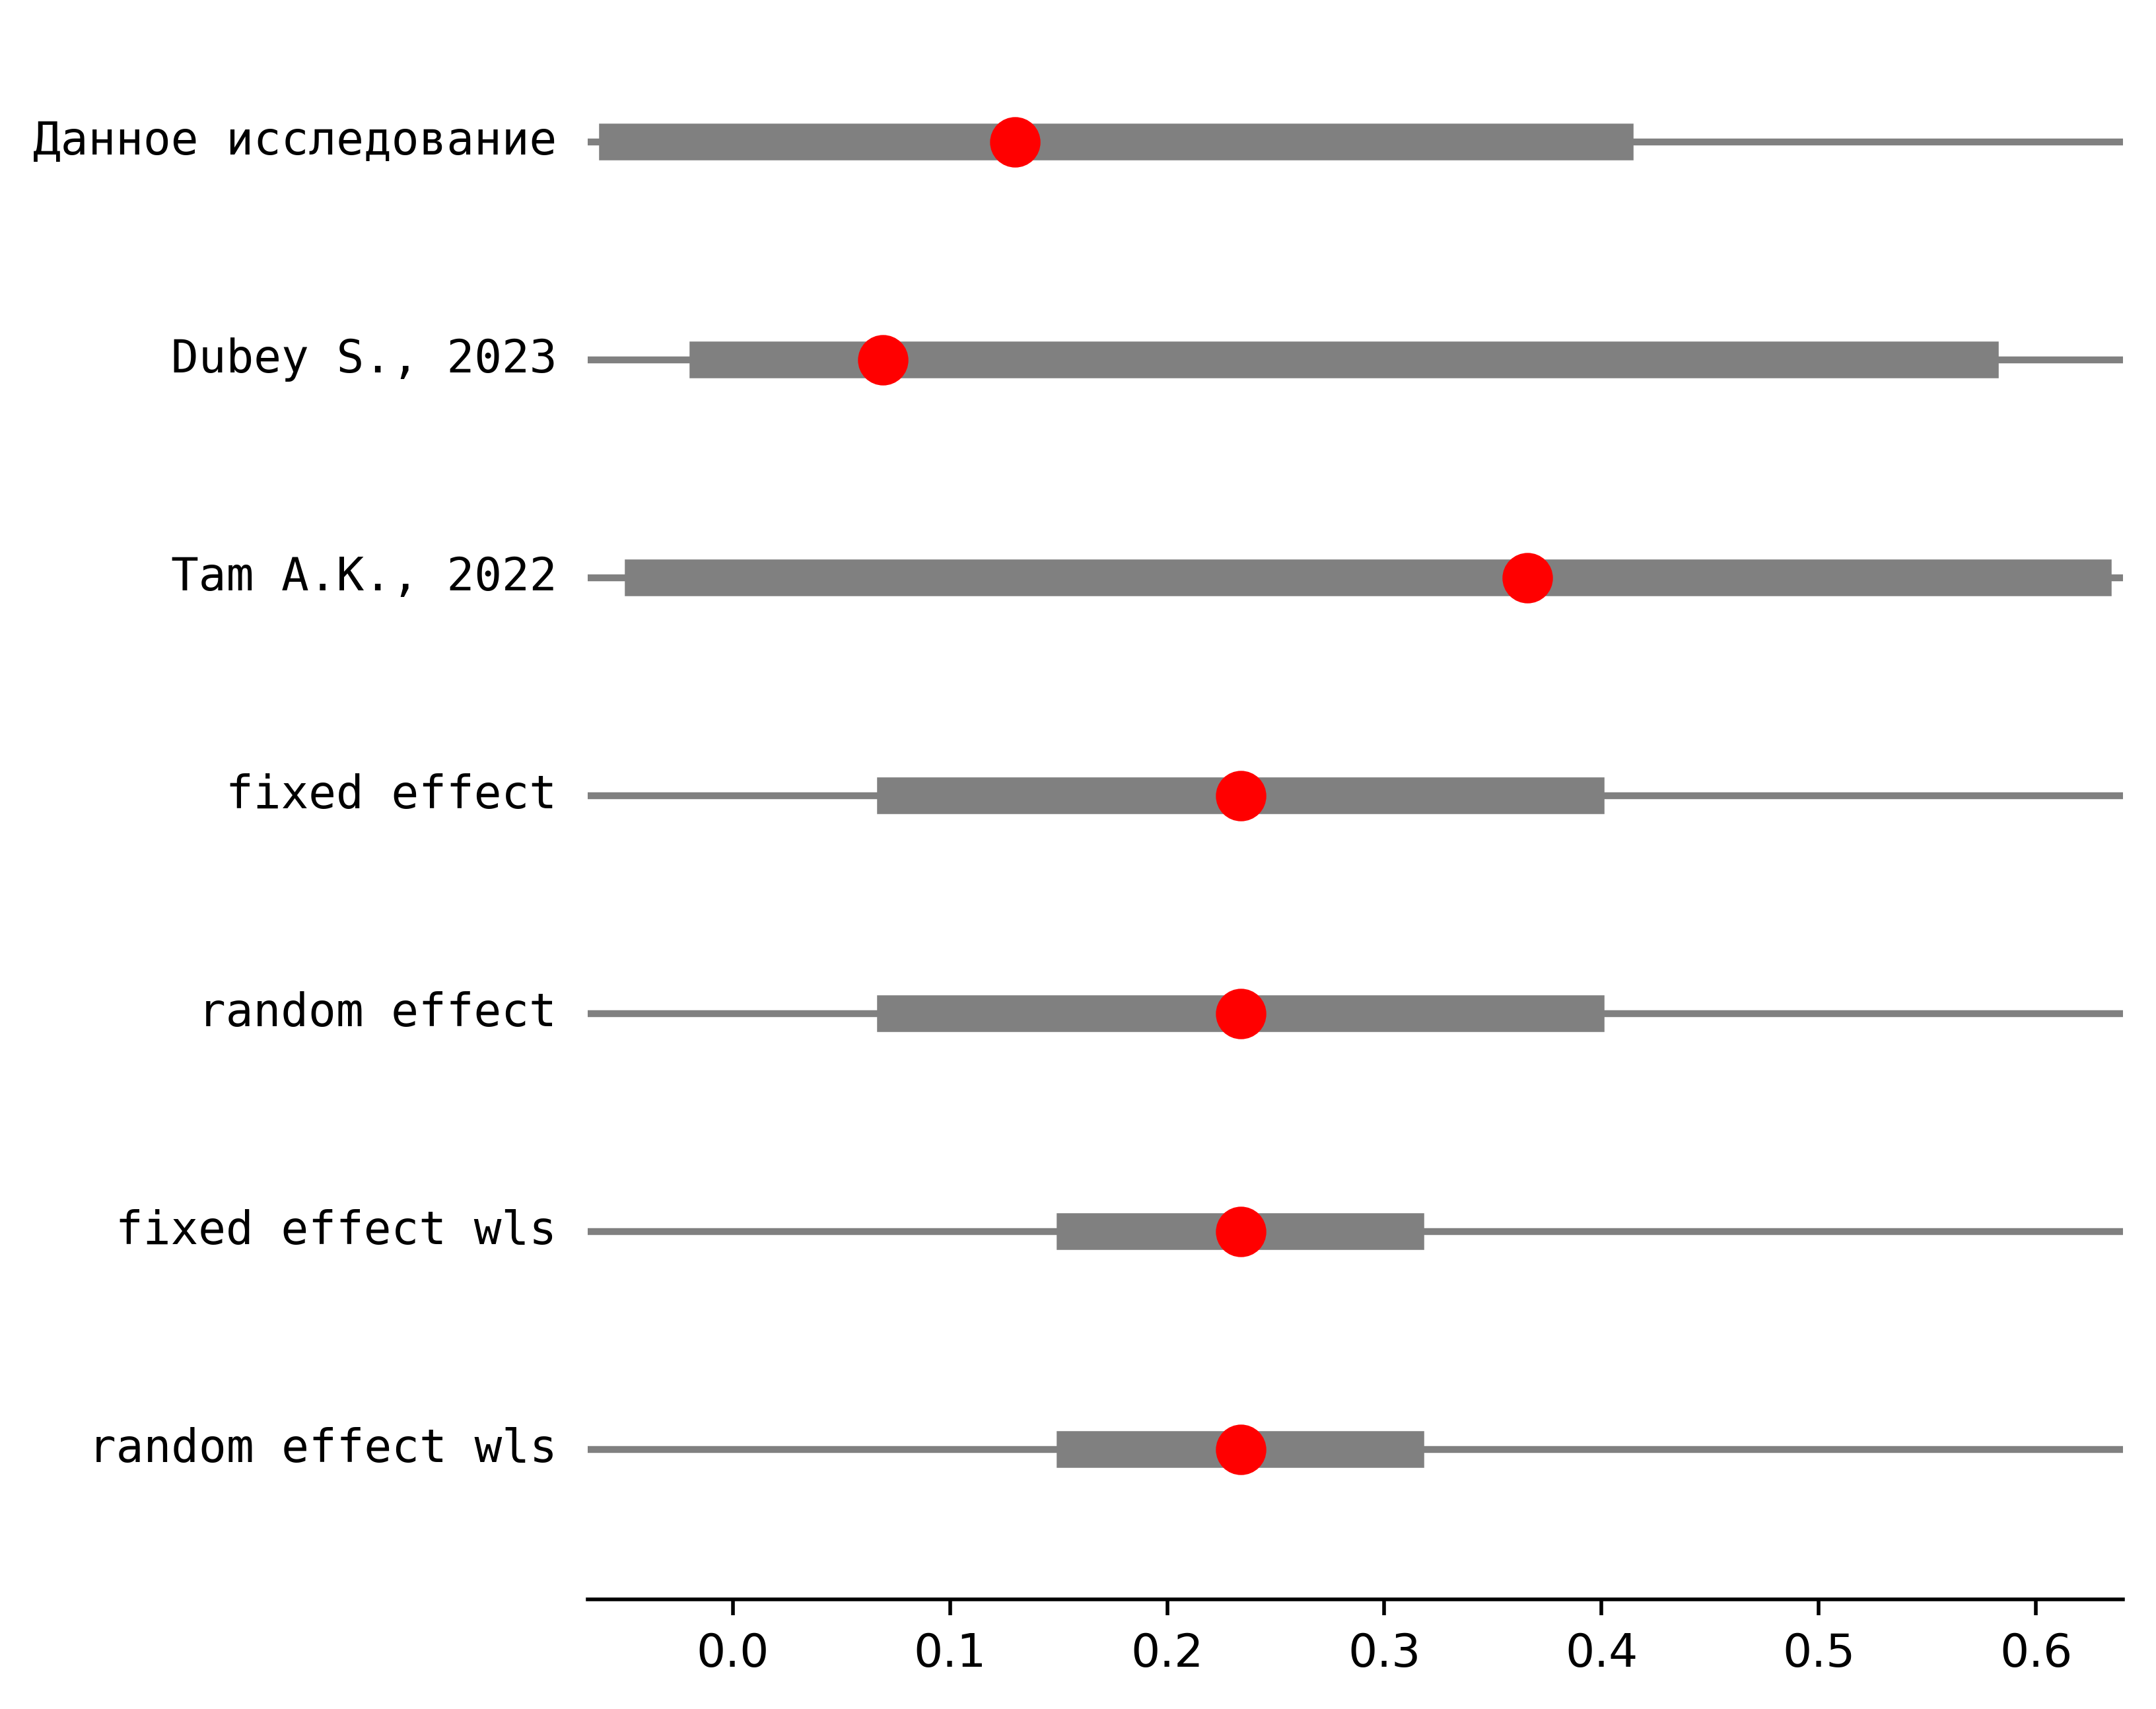 Данное исследование
Dubey S., 2023
Tam A.K., 2022
fixed effect
random effect
fixed effect wls
random effect wls
0.0 0.1 0.2 0.3 0.4 0.5 0.6